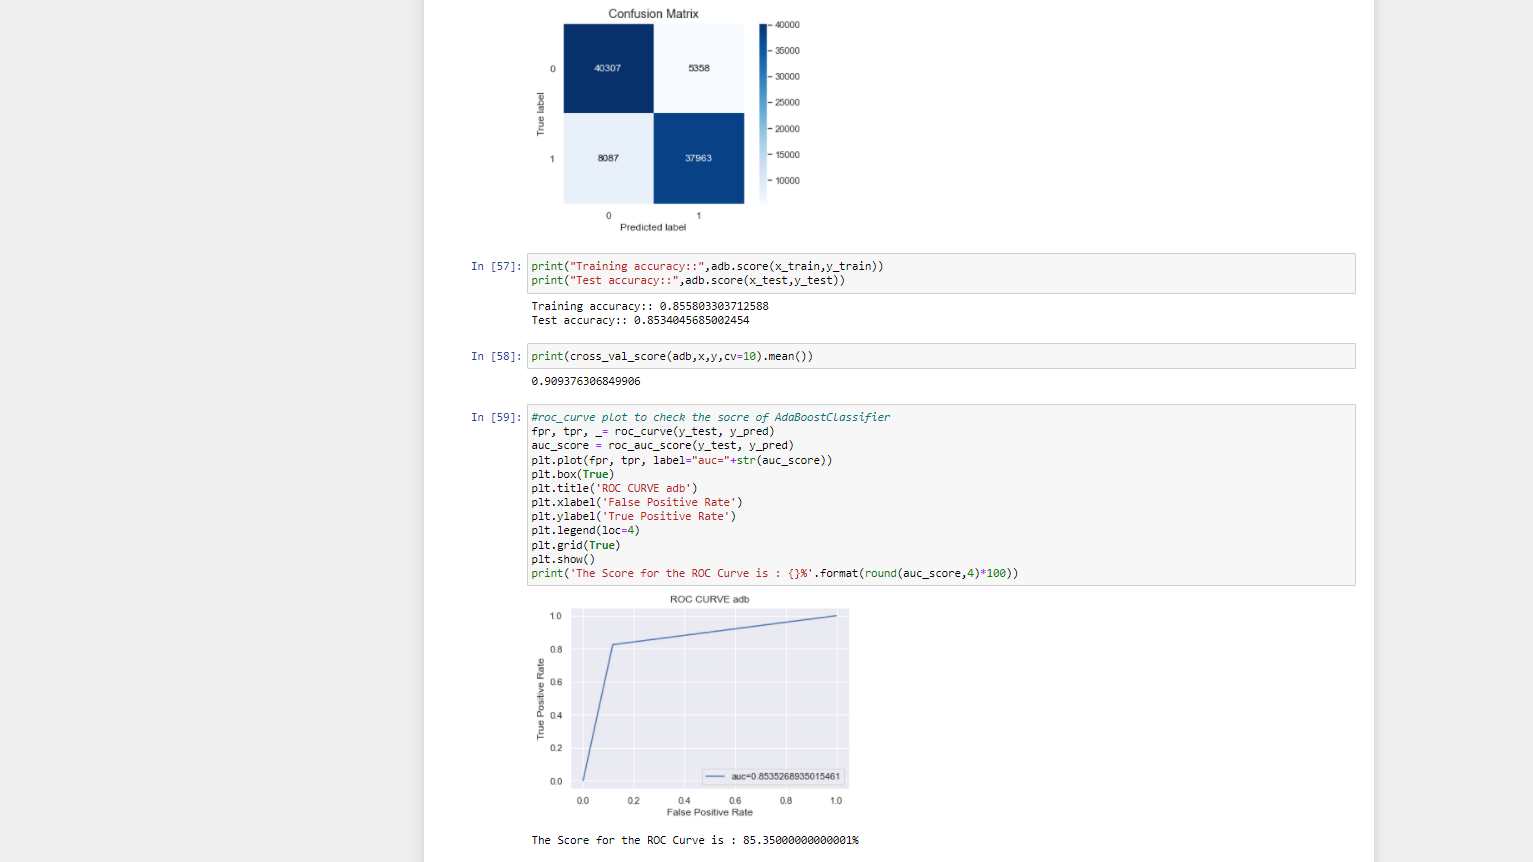 Confusion Matrix
40000
35000
30000
25000
20000
15000
10000
True label
0
40307
5358
1
8087
37963
0
1
Predicted label
In [57]: print("Training accuracy::",adb.score(x_train,y_train))
print("Test accuracy::",adb.score(x_test,y_test))
Training accuracy:: 0.855803303712588
Test accuracy:: 0.8534045685002454
In [58]: print(cross_val_score(adb,x,y,cv=10).mean())
0.909376306849906
In [59]: #roc_curve plot to check the socre of AdaBoostClassifier
fpr, tpr, _= roc_curve(y_test, y_pred)
auc_score = roc_auc_score(y_test, y_pred)
plt.plot(fpr, tpr, label="auc="+str(auc_score))
plt.box(True)
plt.title('ROC CURVE adb')
plt.xlabel('False Positive Rate')
plt.ylabel('True Positive Rate')
plt.legend(loc=4)
plt.grid(True)
plt.show()
print('The Score for the ROC Curve is : {}%'.format(round(auc_score,4)*100))
ROC CURVE adb
True Positive Rate
1.0
0.8
0.6
0.4
0.2
0.0
auc=0.8535268935015461
0.0
0.2
0.4
0.6
0.8
1.0
False Positive Rate
The Score for the ROC Curve is : 85.35000000000001%